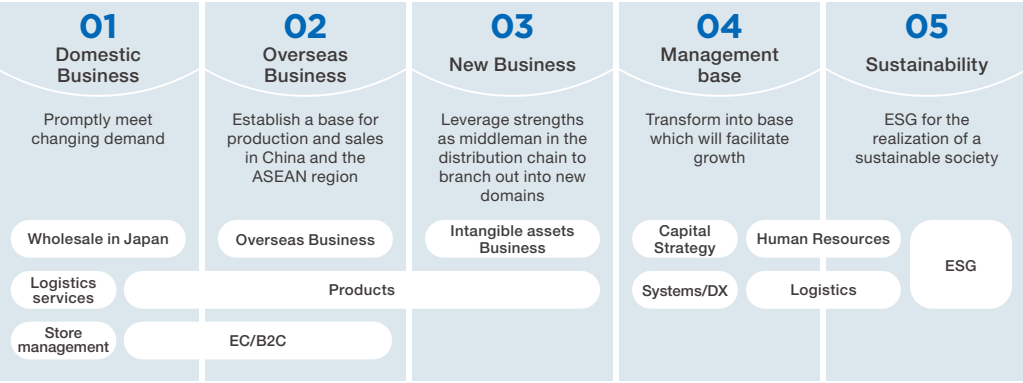 01
Domestic
Business
Promptly meet
changing demand
02
Overseas
Business
Establish a base for
production and sales
in China and the
ASEAN region
03
New Business
Leverage strengths
as middleman in the
distribution chain to
branch out into new
domains
04
Management
base
Transform into base
which will facilitate
growth
05
Sustainability
ESG for the
realization of a
sustainable society
Wholesale in Japan
Overseas Business
Intangible assets
Business
Capital
Strategy
Human Resources
ESG
Logistics
services
Products
Systems/DX
Logistics
Store
management
EC/B2C